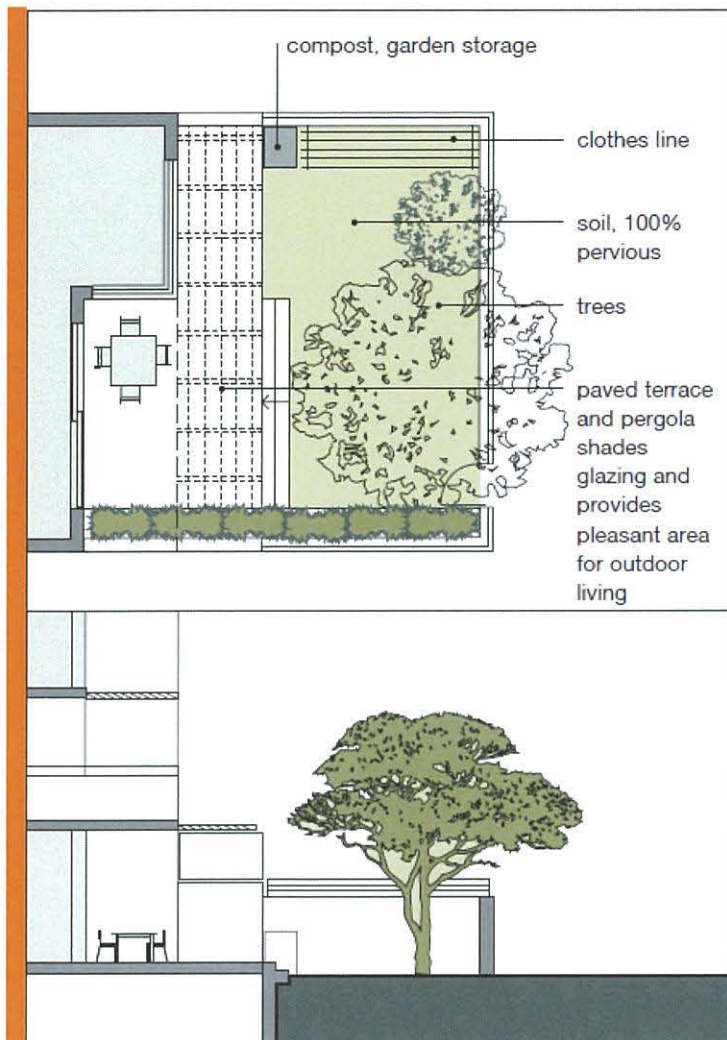 compost, garden storage
clothes line
soil, 100%
pervious
trees
paved terrace
and pergola
shades
glazing and
provides
pleasant area
for outdoor
living